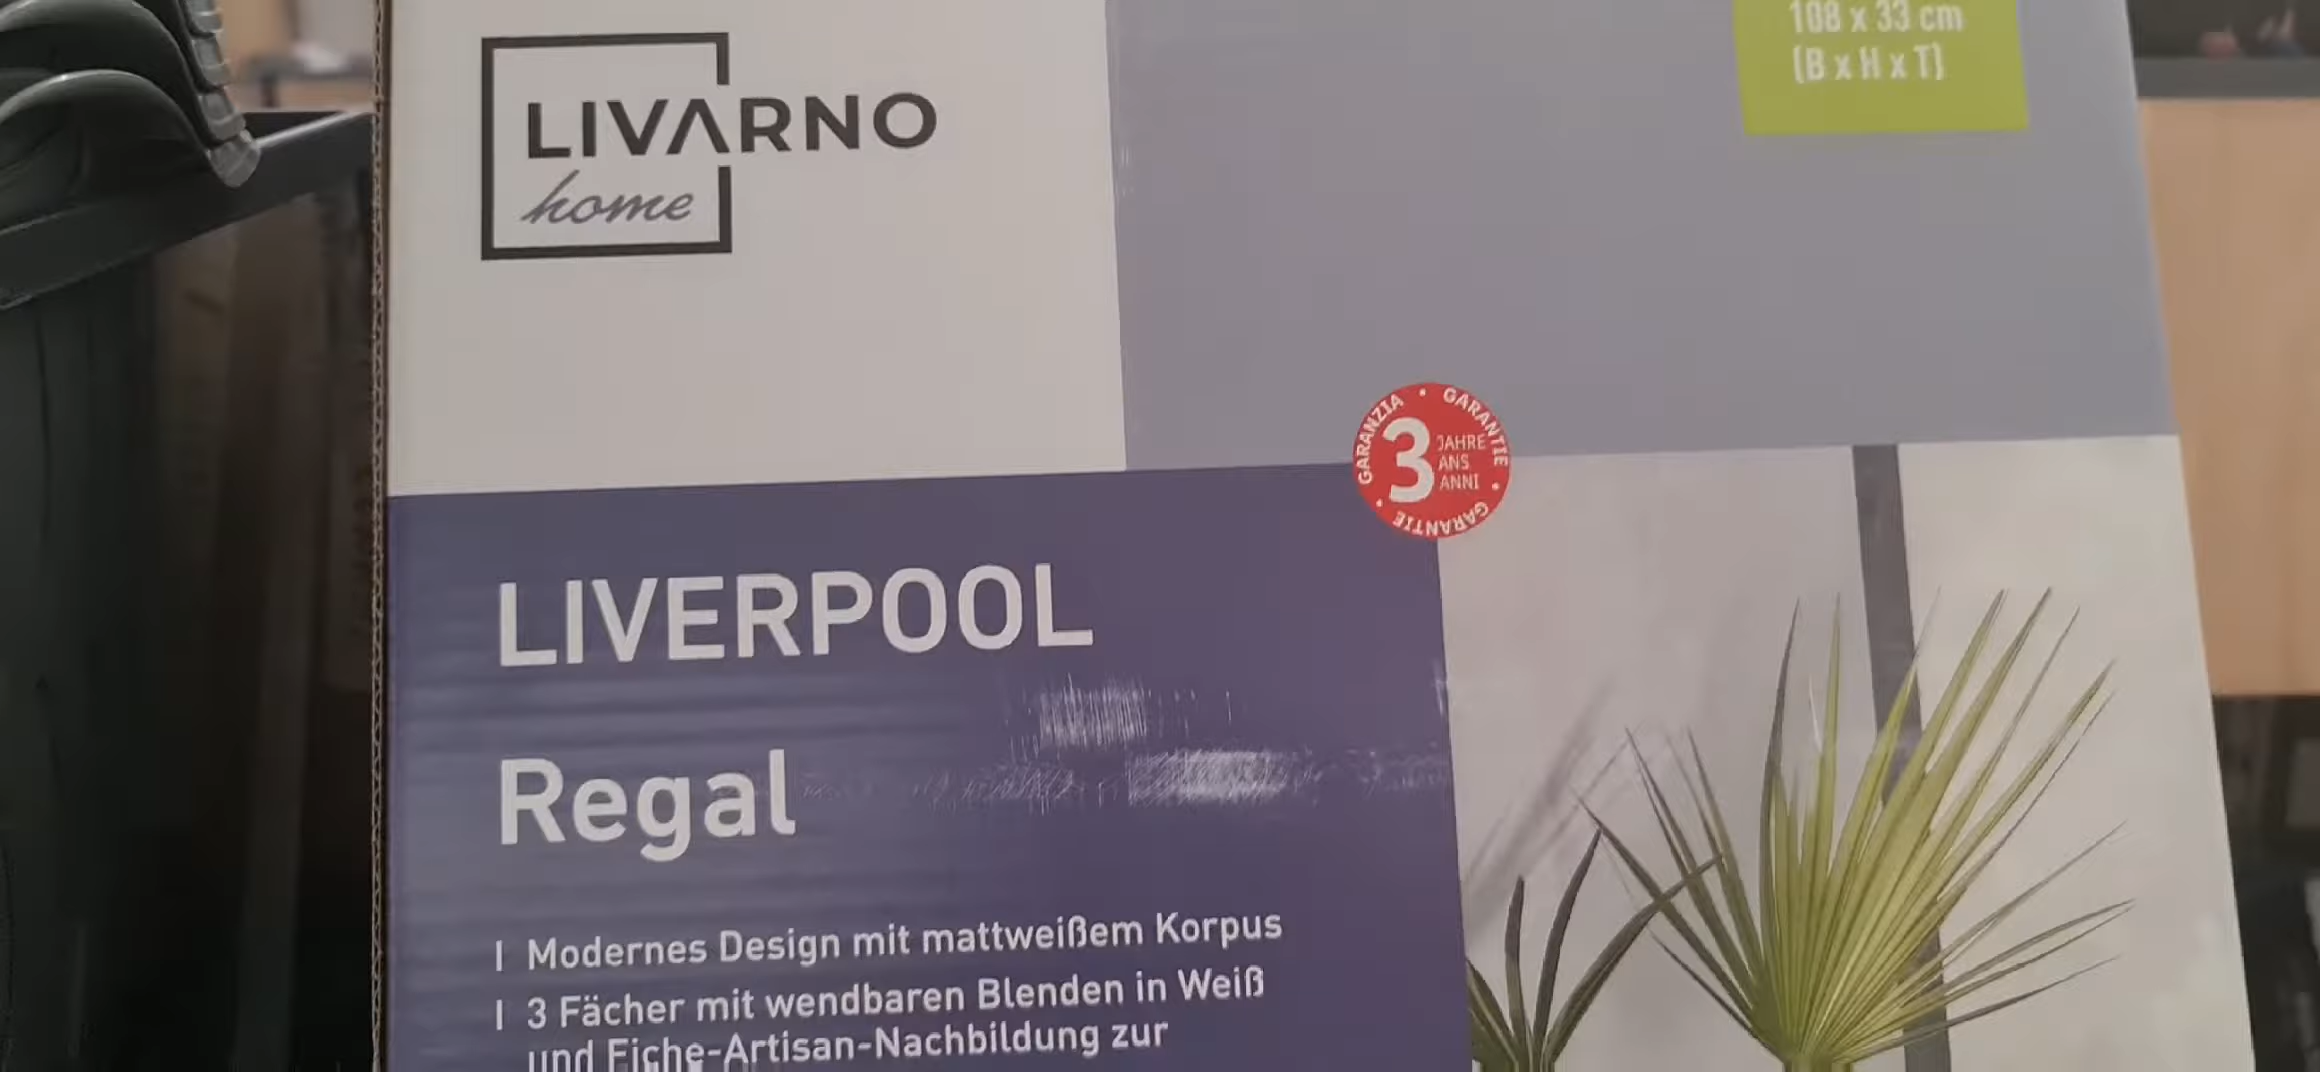 LIVARNO
home
108 x 33 cm
(B x H x T)
GARANZIA • GARANTIE • GARANTIE •
3 JAHRE
ANS
ANNI
LIVERPOOL
Regal
I Modernes Design mit mattweißem Korpus
I 3 Fächer mit wendbaren Blenden in Weiß
und Eiche-Artisan-Nachbildung zur